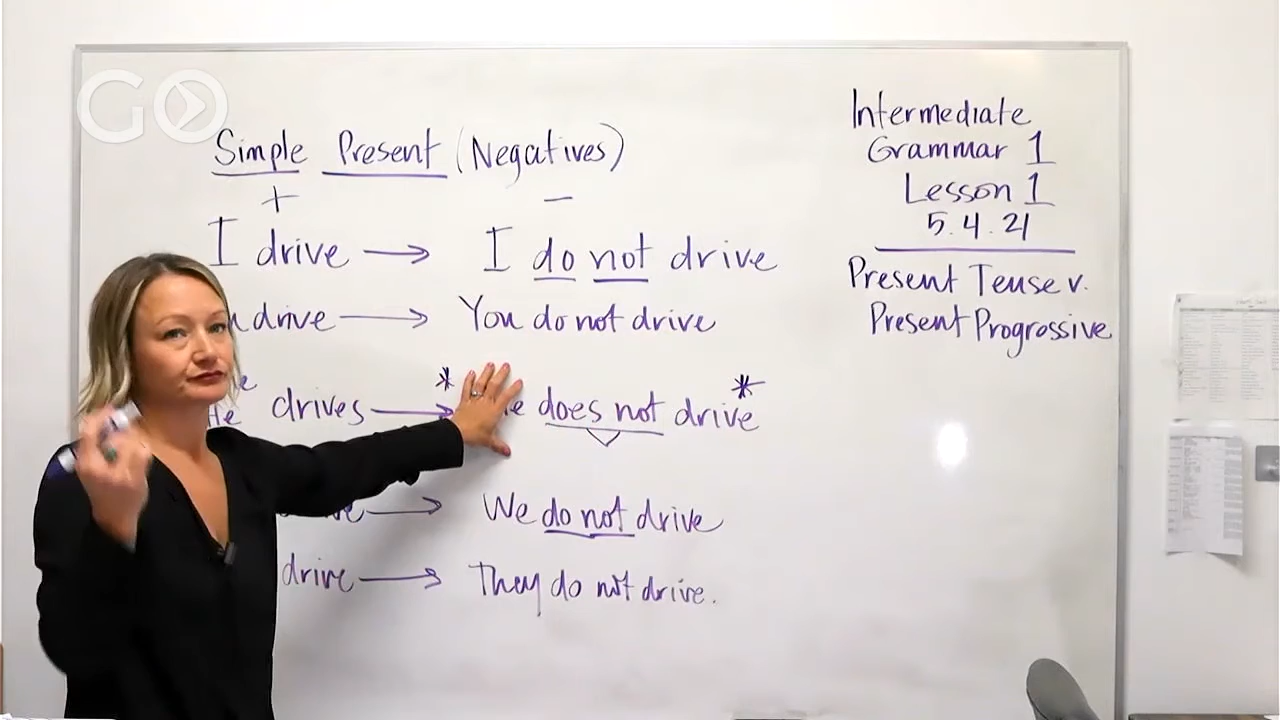 GO
Simple Present (Negatives)
+ −
I drive → I do not drive
drive → You do not drive
drives → * does not drive *
→ We do not drive
drive → They do not drive.
Intermediate
Grammar 1
Lesson 1
5.4.21
Present Tense v.
Present Progressive